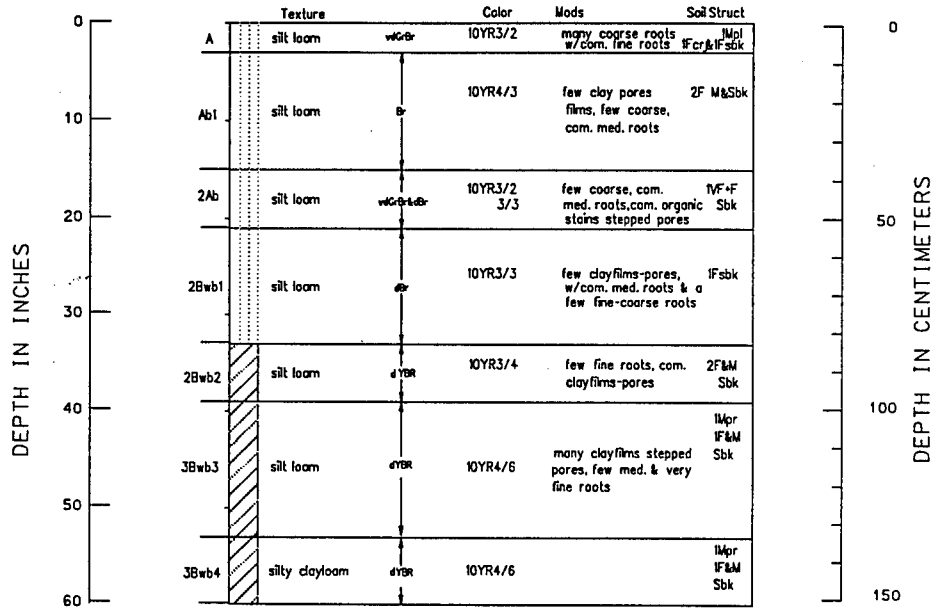 Texture Color Mods Soil Struct
0 A silt loam vdGrBr 10YR3/2 many coarse roots 1Mpl 0
w/com. fine roots 1Fcr&1Fsbk
Ab1 silt loam Br 10YR4/3 few clay pores 2F M&Sbk
films, few coarse,
com. med. roots
10
2Ab silt loam vdGrBr&dBr 10YR3/2 few coarse, com. 1VF+F
3/3 med. roots,com. organic Sbk
stains stepped pores
20 50
2Bwb1 silt loam dBr 10YR3/3 few clayfilms-pores, 1Fsbk
w/com. med. roots & a
few fine-coarse roots
30
2Bwb2 silt loam dYBR 10YR3/4 few fine roots, com. 2F&M
clayfilms-pores Sbk
40 100
3Bwb3 silt loam dYBR 10YR4/6 many clayfilms stepped 1Mpr
pores, few med. & very 1F&M
fine roots Sbk
50
3Bwb4 silty clayloam dYBR 10YR4/6 1Mpr
1F&M
Sbk
60 150
DEPTH IN INCHES
DEPTH IN CENTIMETERS